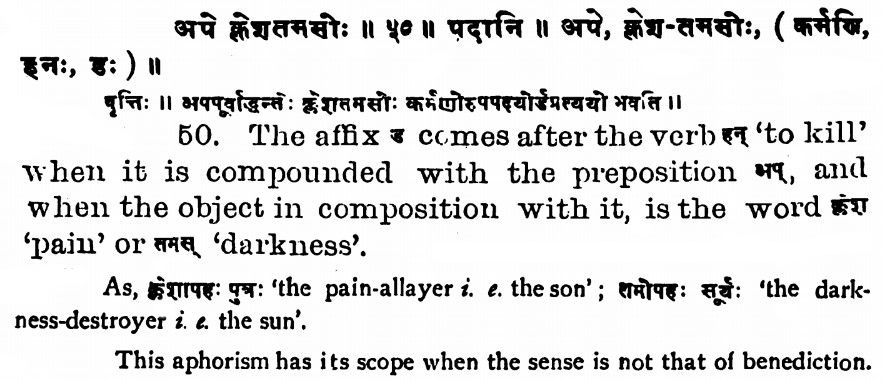 अपे क्लेशतमसोः ॥ ५० ॥ पदानि ॥ अपे, क्लेश-तमसोः, ( कर्मणि,
हनः, डः ) ॥
वृत्तिः ॥ अपपूर्वाद्धन्तेः क्लेशतमसोः कर्मणोरुपपदयोर्डप्रत्ययो भवति ॥
50. The affix ड comes after the verb हन् 'to kill'
when it is compounded with the preposition अप्, and
when the object in composition with it, is the word क्लेश
'pain' or तमस् 'darkness'.
As, क्लेशापहः पुत्रः 'the pain-allayer i. e. the son' ; तमोपहः सूर्यः 'the dark-
ness-destroyer i. e. the sun'.
This aphorism has its scope when the sense is not that of benediction.